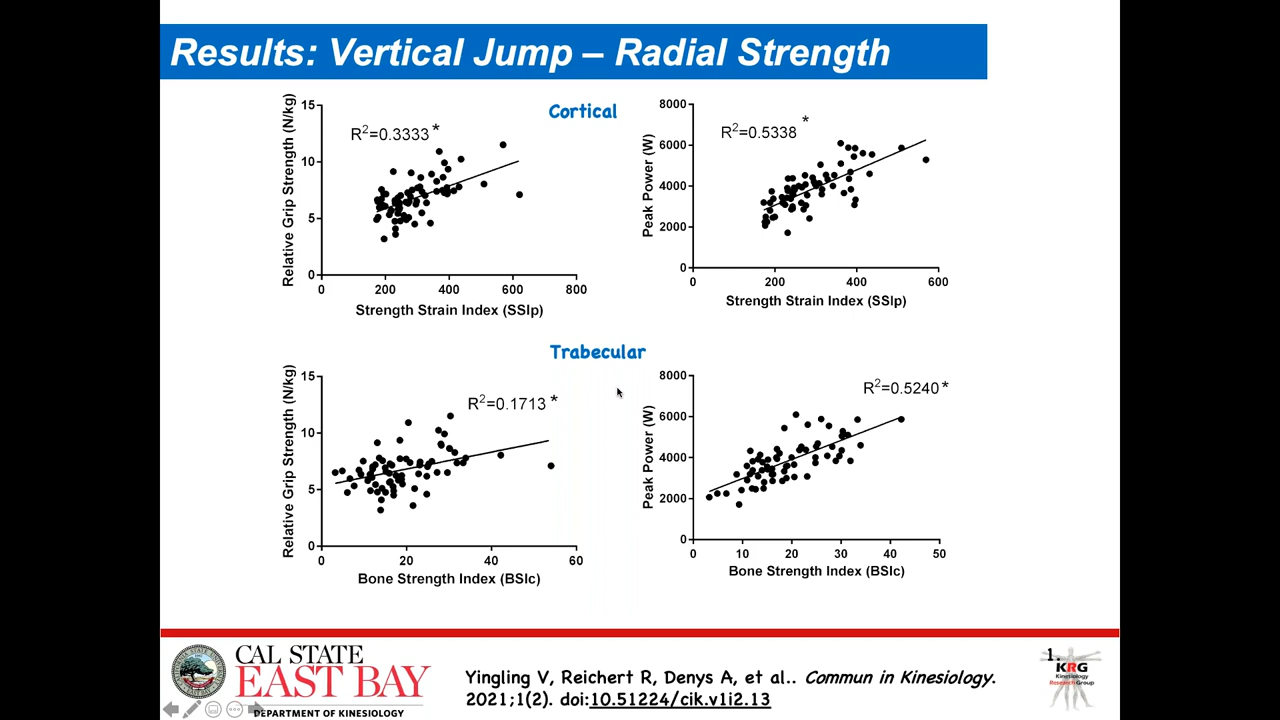 Results: Vertical Jump – Radial Strength
Cortical
R²=0.3333 *
Relative Grip Strength (N/kg)
15
10
5
0
0 200 400 600 800
Strength Strain Index (SSIp)
R²=0.5338 *
Peak Power (W)
8000
6000
4000
2000
0
0 200 400 600
Strength Strain Index (SSIp)
Trabecular
R²=0.1713 *
Relative Grip Strength (N/kg)
15
10
5
0
0 20 40 60
Bone Strength Index (BSIc)
R²=0.5240 *
Peak Power (W)
8000
6000
4000
2000
0
0 10 20 30 40 50
Bone Strength Index (BSIc)
CAL STATE
EAST BAY
DEPARTMENT OF KINESIOLOGY
Yingling V, Reichert R, Denys A, et al.. Commun in Kinesiology.
2021;1(2). doi:10.51224/cik.v1i2.13
1.
KRG
Kinesiology
Research Group